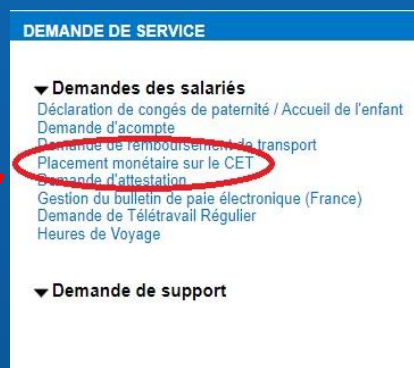 DEMANDE DE SERVICE
Demandes des salariés
Déclaration de congés de paternité / Accueil de l'enfant
Demande d'acompte
Demande de remboursement de transport
Placement monétaire sur le CET
Demande d'attestation
Gestion du bulletin de paie électronique (France)
Demande de Télétravail Régulier
Heures de Voyage
Demande de support